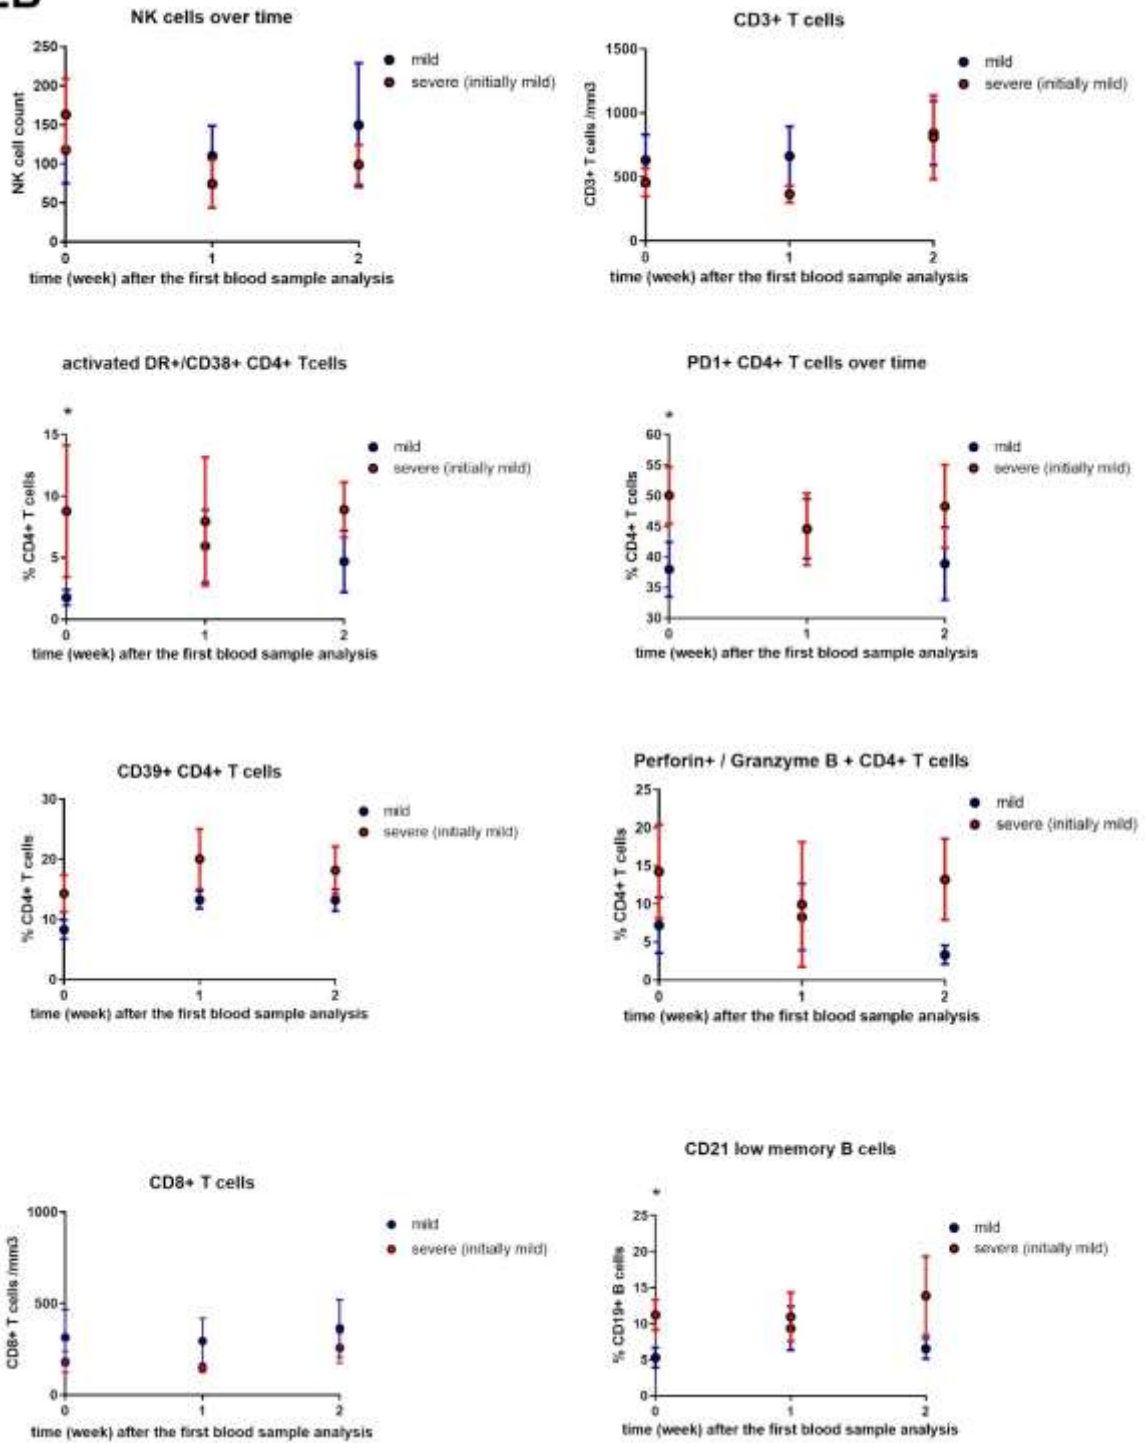 NK cells over time
250
200
150
100
50
0
NK cell count
0 1 2
time (week) after the first blood sample analysis
mild
severe (initially mild)
CD3+ T cells
1500
1000
500
0
CD3+ T cells /mm3
0 1 2
time (week) after the first blood sample analysis
mild
severe (initially mild)
activated DR+/CD38+ CD4+ Tcells
*
15
10
5
0
% CD4+ T cells
0 1 2
time (week) after the first blood sample analysis
mild
severe (initially mild)
PD1+ CD4+ T cells over time
*
60
55
50
45
40
35
30
% CD4+ T cells
0 1 2
time (week) after the first blood sample analysis
mild
severe (initially mild)
CD39+ CD4+ T cells
30
20
10
0
% CD4+ T cells
0 1 2
time (week) after the first blood sample analysis
mild
severe (initially mild)
Perforin+ / Granzyme B + CD4+ T cells
25
20
15
10
5
0
% CD4+ T cells
0 1 2
time (week) after the first blood sample analysis
mild
severe (initially mild)
CD8+ T cells
1000
500
0
CD8+ T cells /mm3
0 1 2
time (week) after the first blood sample analysis
mild
severe (initially mild)
CD21 low memory B cells
*
25
20
15
10
5
0
% CD19+ B cells
0 1 2
time (week) after the first blood sample analysis
mild
severe (initially mild)